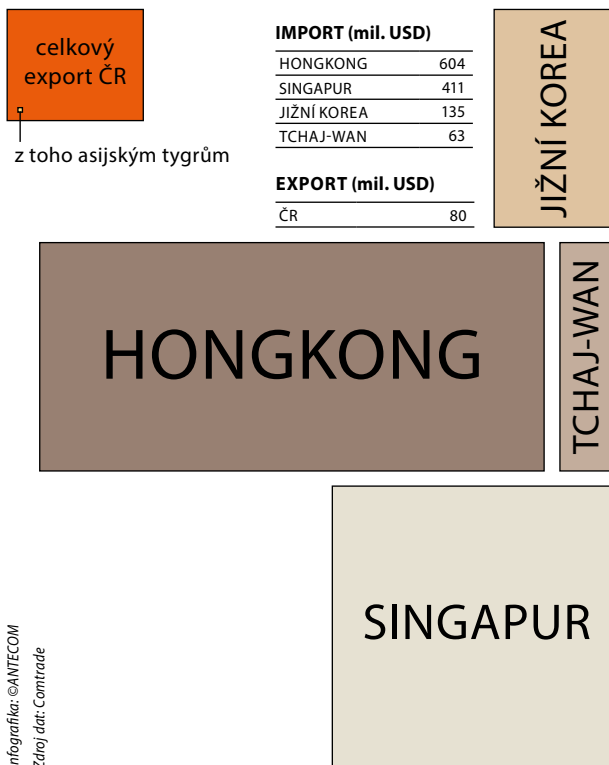 celkový
export ČR
z toho asijským tygrům
IMPORT (mil. USD)
HONGKONG 604
SINGAPUR 411
JIŽNÍ KOREA 135
TCHAJ-WAN 63
EXPORT (mil. USD)
ČR 80
JIŽNÍ KOREA
HONGKONG
TCHAJ-WAN
SINGAPUR
nfografika: ©ANTECOM
Zdroj dat: Comtrade